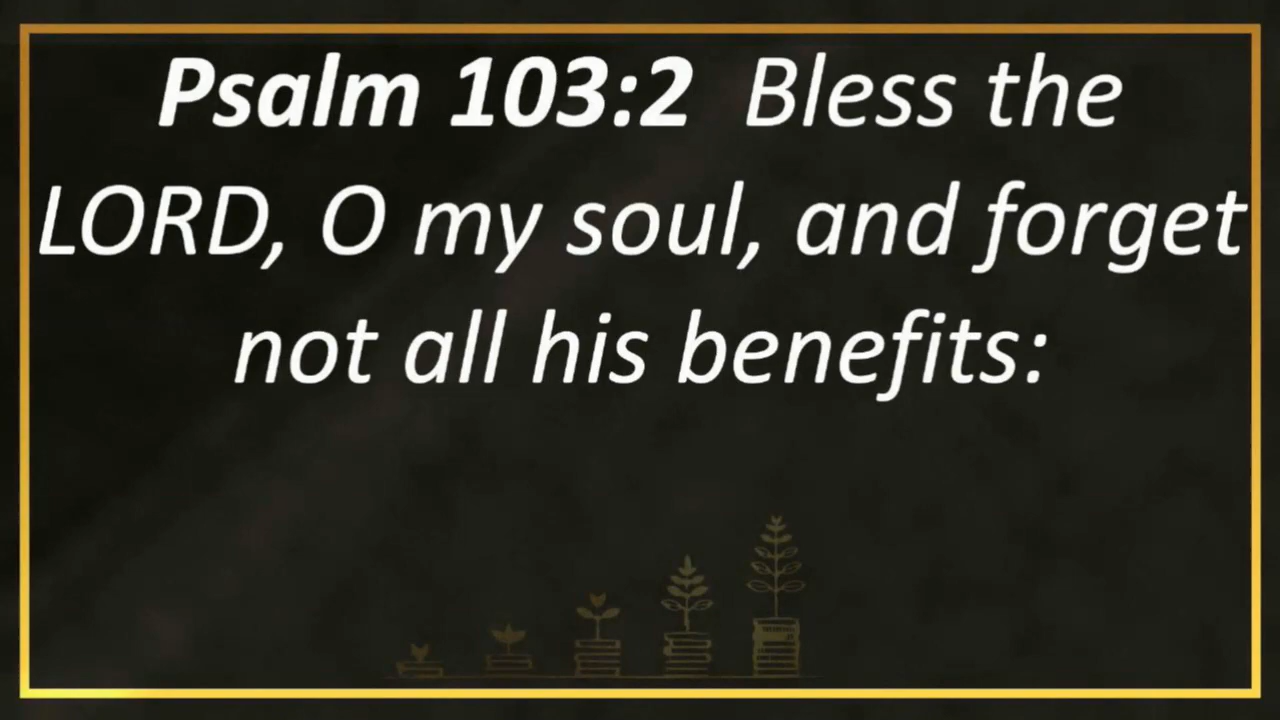 Psalm 103:2 Bless the
LORD, O my soul, and forget
not all his benefits: